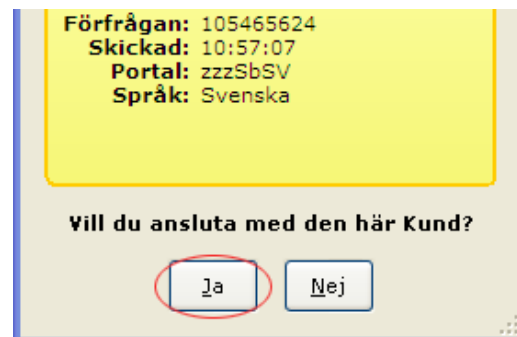 Förfrågan: 105465624
Skickad: 10:57:07
Portal: zzzSbSV
Språk: Svenska
Vill du ansluta med den här Kund?
Ja
Nej